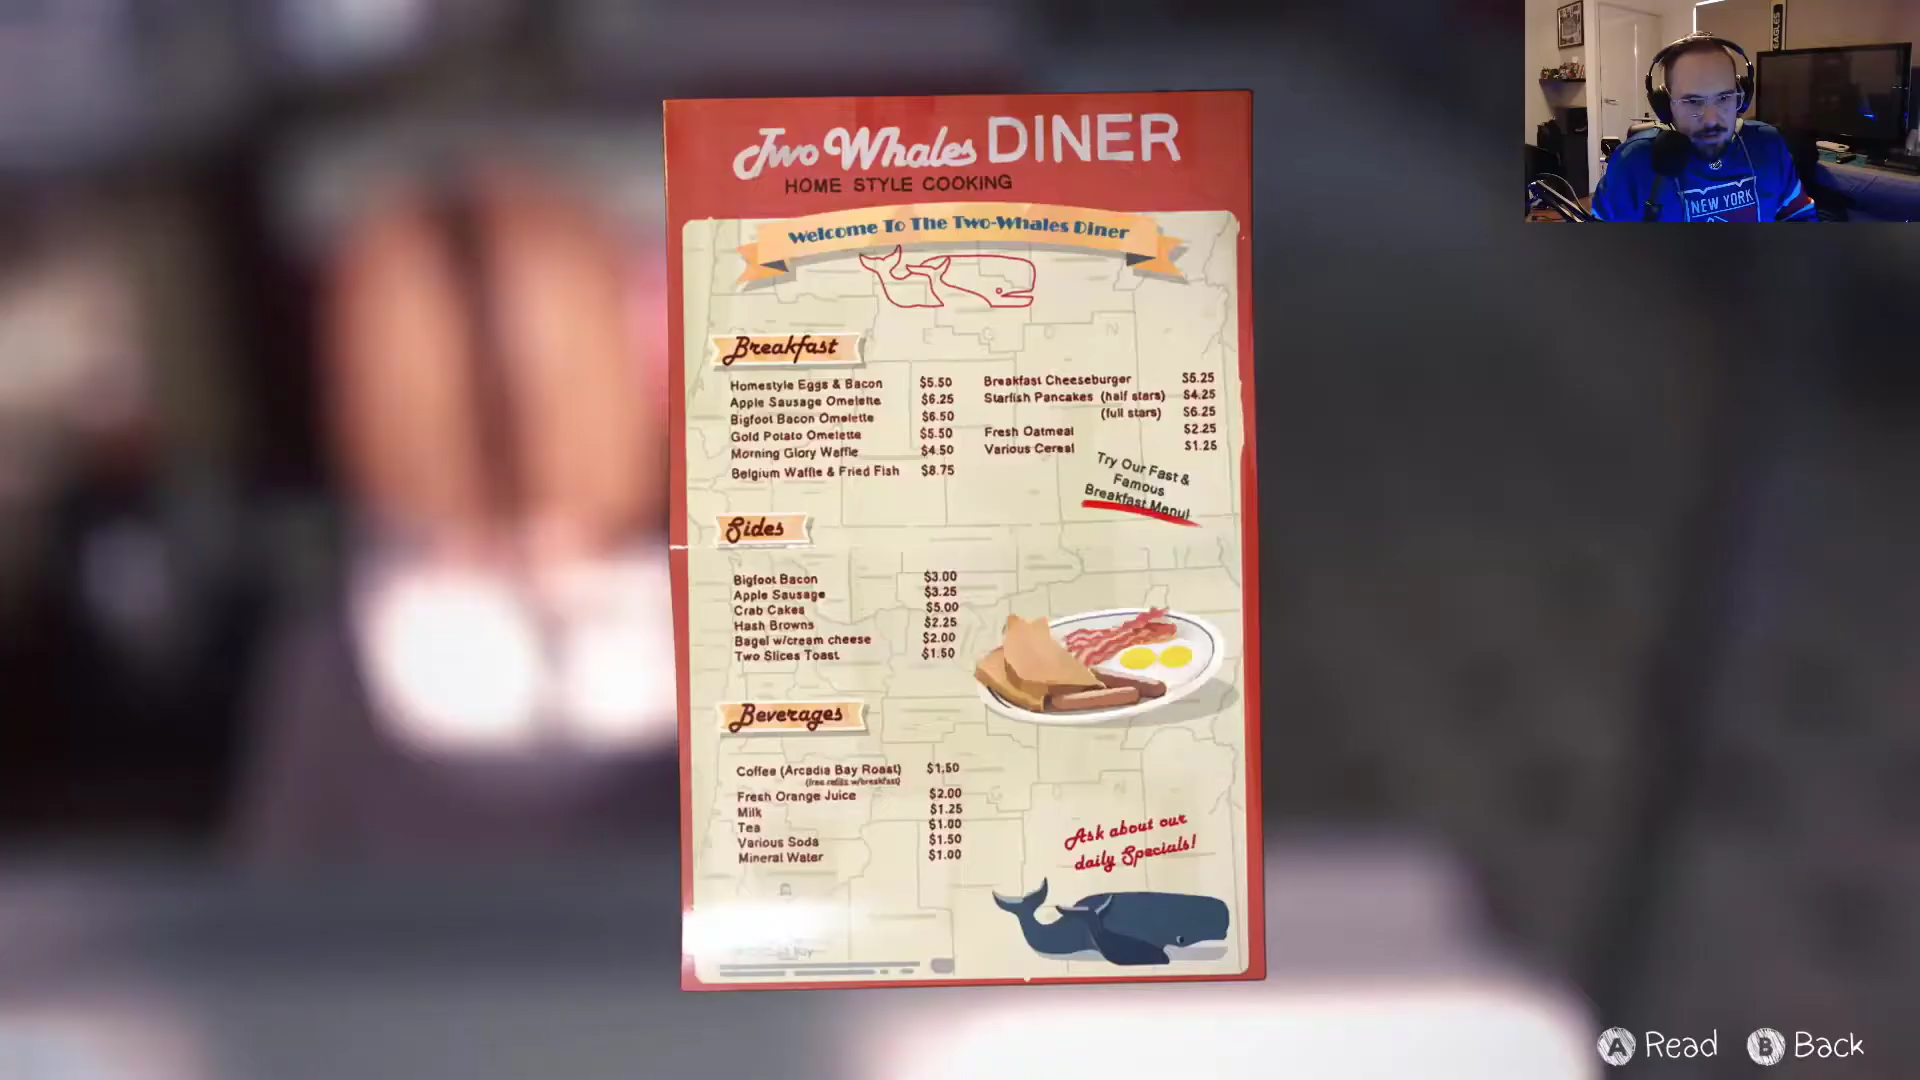 Two Whales DINER
HOME STYLE COOKING
Welcome To The Two-Whales Diner
Breakfast
Homestyle Eggs & Bacon $5.50
Apple Sausage Omelette $6.25
Bigfoot Bacon Omelette $6.50
Gold Potato Omelette $5.50
Morning Glory Waffle $4.50
Belgium Waffle & Fried Fish $8.75
Breakfast Cheeseburger $5.25
Starfish Pancakes (half stars) $4.25
(full stars) $6.25
Fresh Oatmeal $2.25
Various Cereal $1.25
Try Our Fast &
Famous
Breakfast Menu!
Sides
Bigfoot Bacon $3.00
Apple Sausage $3.25
Crab Cakes $5.00
Hash Browns $2.25
Bagel w/cream cheese $2.00
Two Slices Toast $1.50
Beverages
Coffee (Arcadia Bay Roast) $1.50
(free refills w/breakfast)
Fresh Orange Juice $2.00
Milk $1.25
Tea $1.00
Various Soda $1.50
Mineral Water $1.00
Ask about our
daily Specials!
EAGLES
NEW YORK
A Read B Back